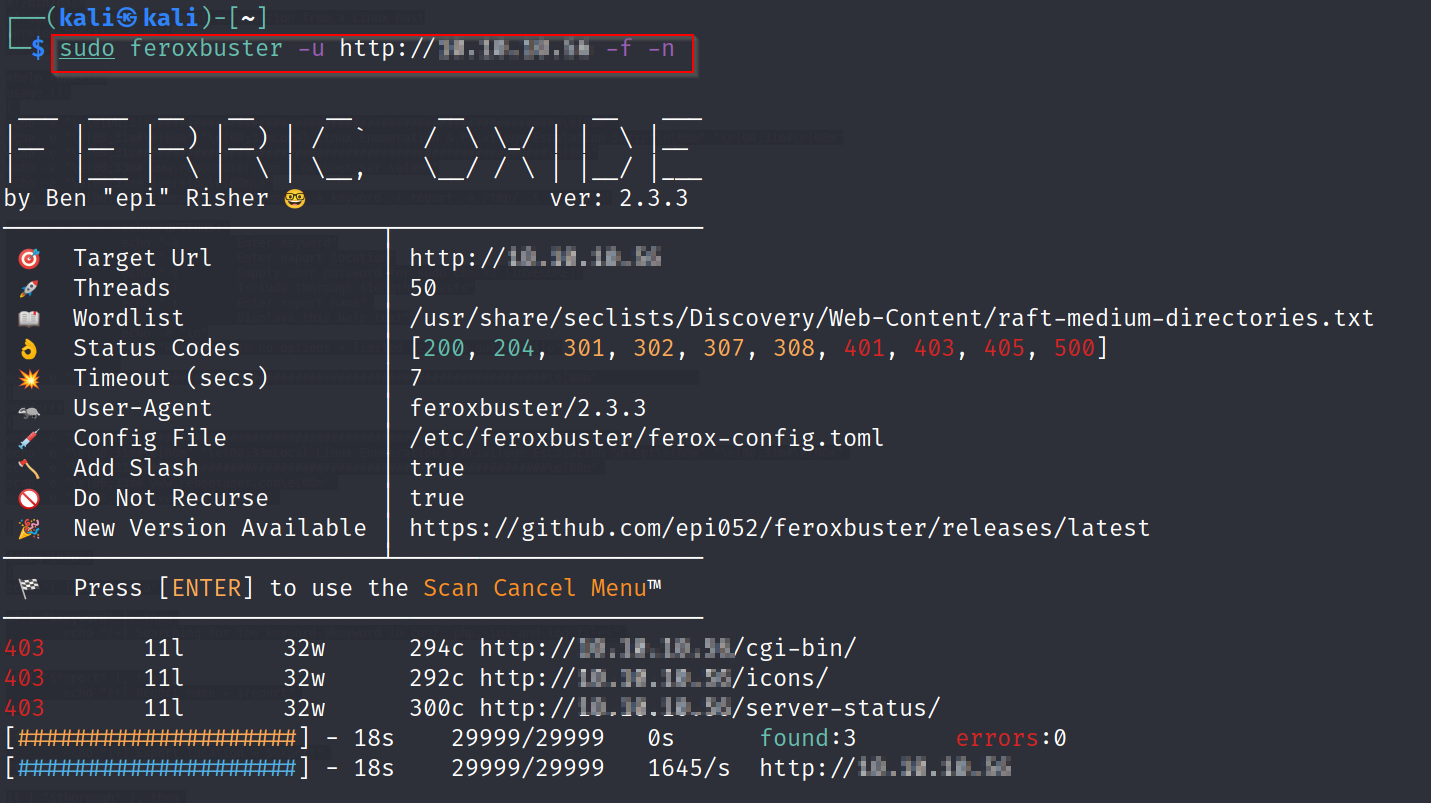 ┌──(kali㉿kali)-[~]
└─$ sudo feroxbuster -u http:// -f -n
FERRIC OXIDE
by Ben "epi" Risher 🤓 ver: 2.3.3
🎯 Target Url │ http://
🚀 Threads │ 50
📖 Wordlist │ /usr/share/seclists/Discovery/Web-Content/raft-medium-directories.txt
👌 Status Codes │ [200, 204, 301, 302, 307, 308, 401, 403, 405, 500]
💥 Timeout (secs) │ 7
🦡 User-Agent │ feroxbuster/2.3.3
💉 Config File │ /etc/feroxbuster/ferox-config.toml
🪓 Add Slash │ true
🚫 Do Not Recurse │ true
🎉 New Version Available │ https://github.com/epi052/feroxbuster/releases/latest
🏁 Press [ENTER] to use the Scan Cancel Menu™
403 11l 32w 294c http:///cgi-bin/
403 11l 32w 292c http:///icons/
403 11l 32w 300c http:///server-status/
[####################] - 18s 29999/29999 0s found:3 errors:0
[####################] - 18s 29999/29999 1645/s http://